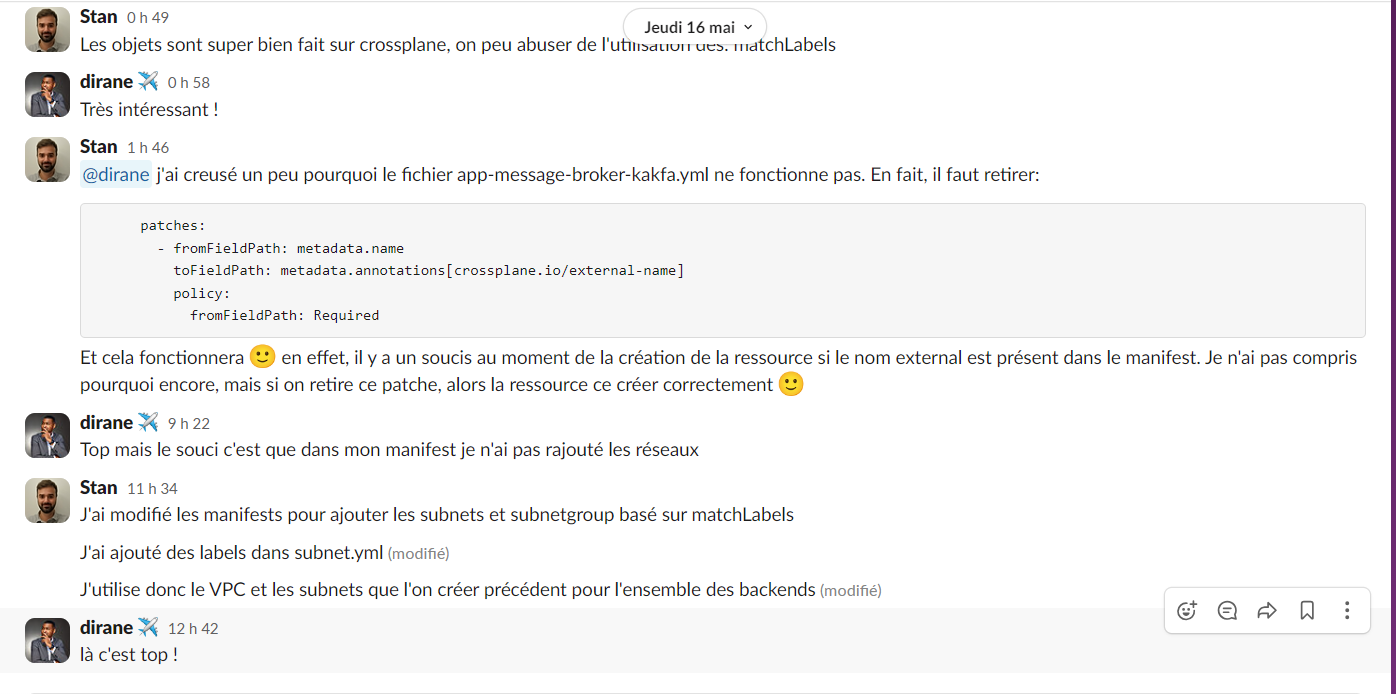 Stan 0 h 49
Jeudi 16 mai
Les objets sont super bien fait sur crossplane, on peu abuser de l'utilisation des. matchLabels
dirane 0 h 58
Très intéressant !
Stan 1 h 46
@dirane j'ai creusé un peu pourquoi le fichier app-message-broker-kakfa.yml ne fonctionne pas. En fait, il faut retirer:
patches:
- fromFieldPath: metadata.name
toFieldPath: metadata.annotations[crossplane.io/external-name]
policy:
fromFieldPath: Required
Et cela fonctionnera 🙂 en effet, il y a un soucis au moment de la création de la ressource si le nom external est présent dans le manifest. Je n'ai pas compris
pourquoi encore, mais si on retire ce patche, alors la ressource ce créer correctement 🙂
dirane 9 h 22
Top mais le souci c'est que dans mon manifest je n'ai pas rajouté les réseaux
Stan 11 h 34
J'ai modifié les manifests pour ajouter les subnets et subnetgroup basé sur matchLabels
J'ai ajouté des labels dans subnet.yml (modifié)
J'utilise donc le VPC et les subnets que l'on créer précédent pour l'ensemble des backends (modifié)
dirane 12 h 42
là c'est top !